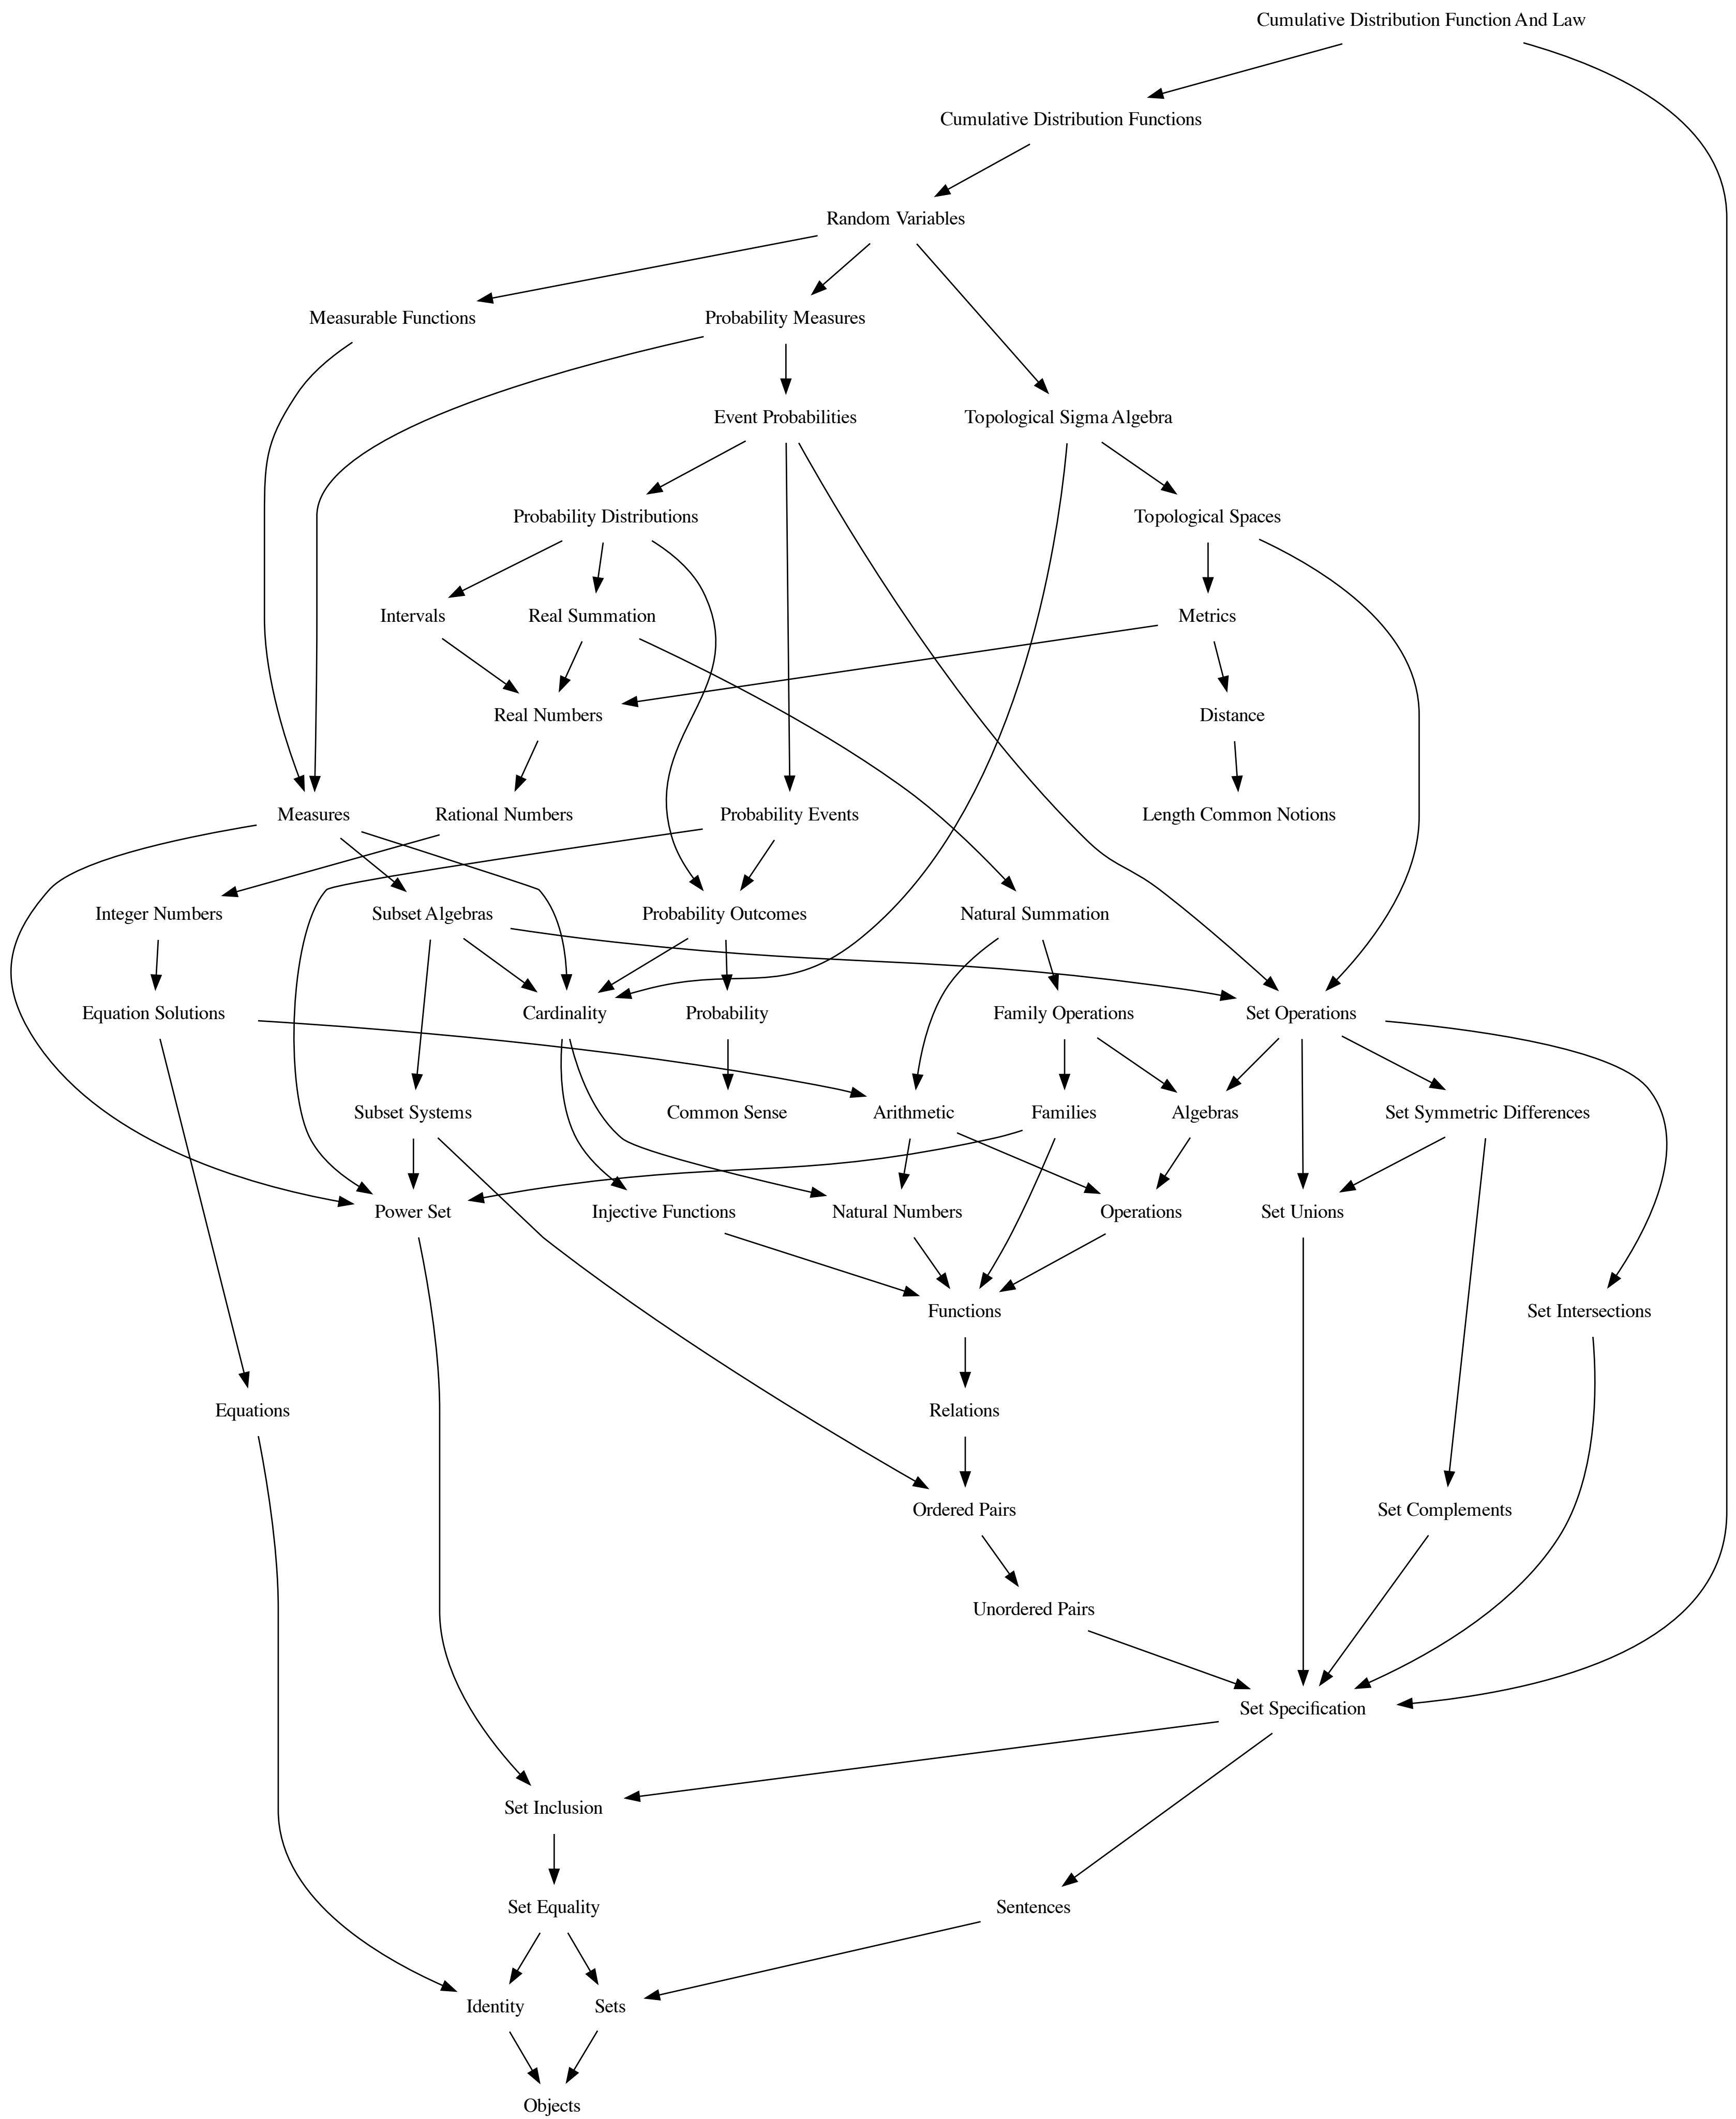 Cumulative Distribution Function And Law
Cumulative Distribution Functions
Random Variables
Measurable Functions
Probability Measures
Event Probabilities
Topological Sigma Algebra
Probability Distributions
Topological Spaces
Intervals
Real Summation
Metrics
Real Numbers
Distance
Measures
Rational Numbers
Probability Events
Length Common Notions
Integer Numbers
Subset Algebras
Probability Outcomes
Natural Summation
Equation Solutions
Cardinality
Probability
Family Operations
Set Operations
Subset Systems
Common Sense
Arithmetic
Families
Algebras
Set Symmetric Differences
Power Set
Injective Functions
Natural Numbers
Operations
Set Unions
Functions
Set Intersections
Equations
Relations
Ordered Pairs
Set Complements
Unordered Pairs
Set Specification
Set Inclusion
Set Equality
Sentences
Identity
Sets
Objects